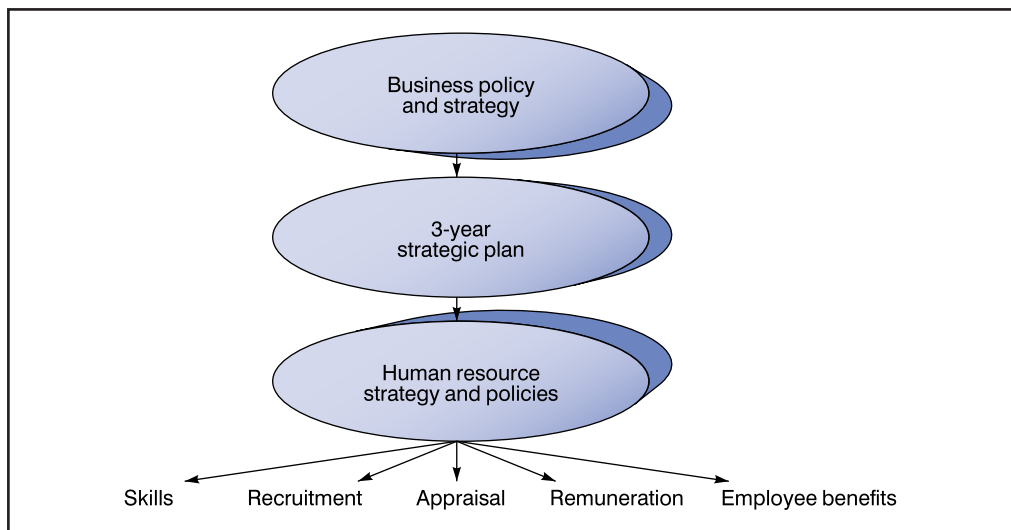 Business policy
and strategy
3-year
strategic plan
Human resource
strategy and policies
Skills Recruitment Appraisal Remuneration Employee benefits